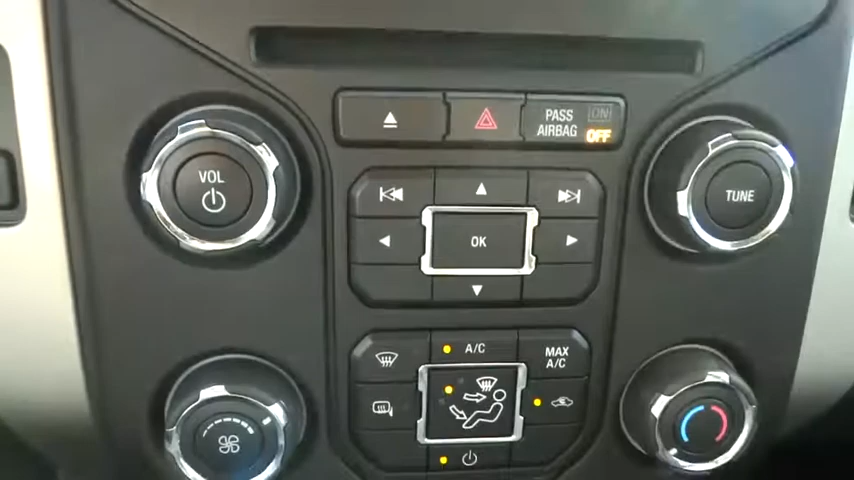 PASS
AIRBAG
ON
OFF
VOL
OK
TUNE
A/C
MAX
A/C